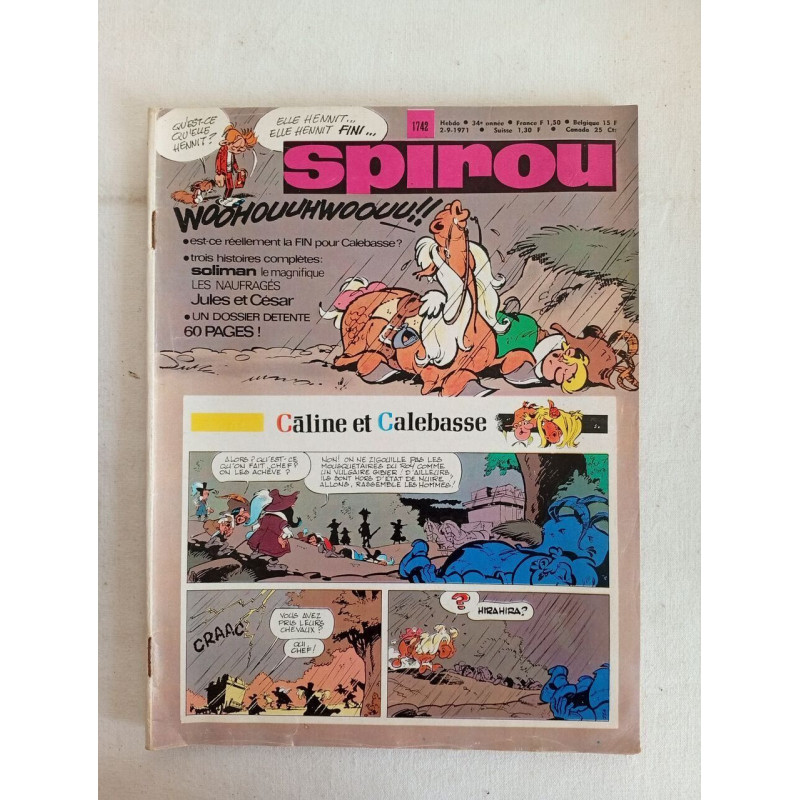 QU'EST-CE
QU'ELLE
HENNIT?
ELLE HENNIT...
ELLE HENNIT FINI...
1742
Hebdo • 34e année • France F 1,50 • Belgique 15 F
2-9-1971 • Suisse 1,30 F • Canada 25 Cts
spirou
WOOHOUUHWOOUU!!
•est-ce réellement la FIN pour Calebasse?
•trois histoires complètes:
soliman le magnifique
LES NAUFRAGÉS
Jules et César
•UN DOSSIER DETENTE
60 PAGES!
Cāline et Calebasse
ALORS? QU'EST-CE
QU'ON FAIT, CHEF?
ON LES ACHÈVE?
NON! ON NE ZIGOUILLE PAS LES
MOUSQUETAIRES DU ROY COMME
UN VULGAIRE GIBIER! D'AILLEURS,
ILS SONT HORS D'ÉTAT DE NUIRE!
ALLONS, RASSEMBLE LES HOMMES!
CRAAC
VOUS AVEZ
PRIS LEURS
CHEVAUX?
OUI
CHEF!
?
HIRAHIRA?